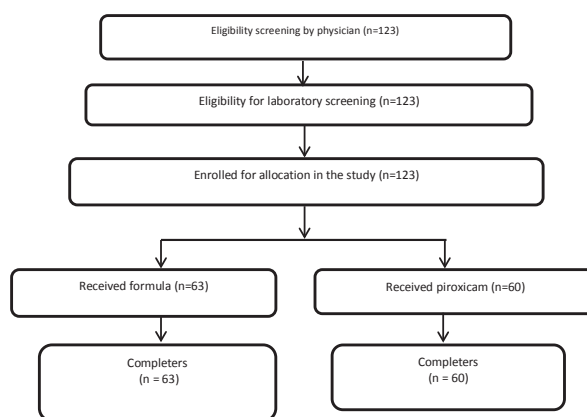 Eligibility screening by physician (n=123)
Eligibility for laboratory screening (n=123)
Enrolled for allocation in the study (n=123)
Received formula (n=63)
Received piroxicam (n=60)
Completers
(n = 63)
Completers
(n = 60)